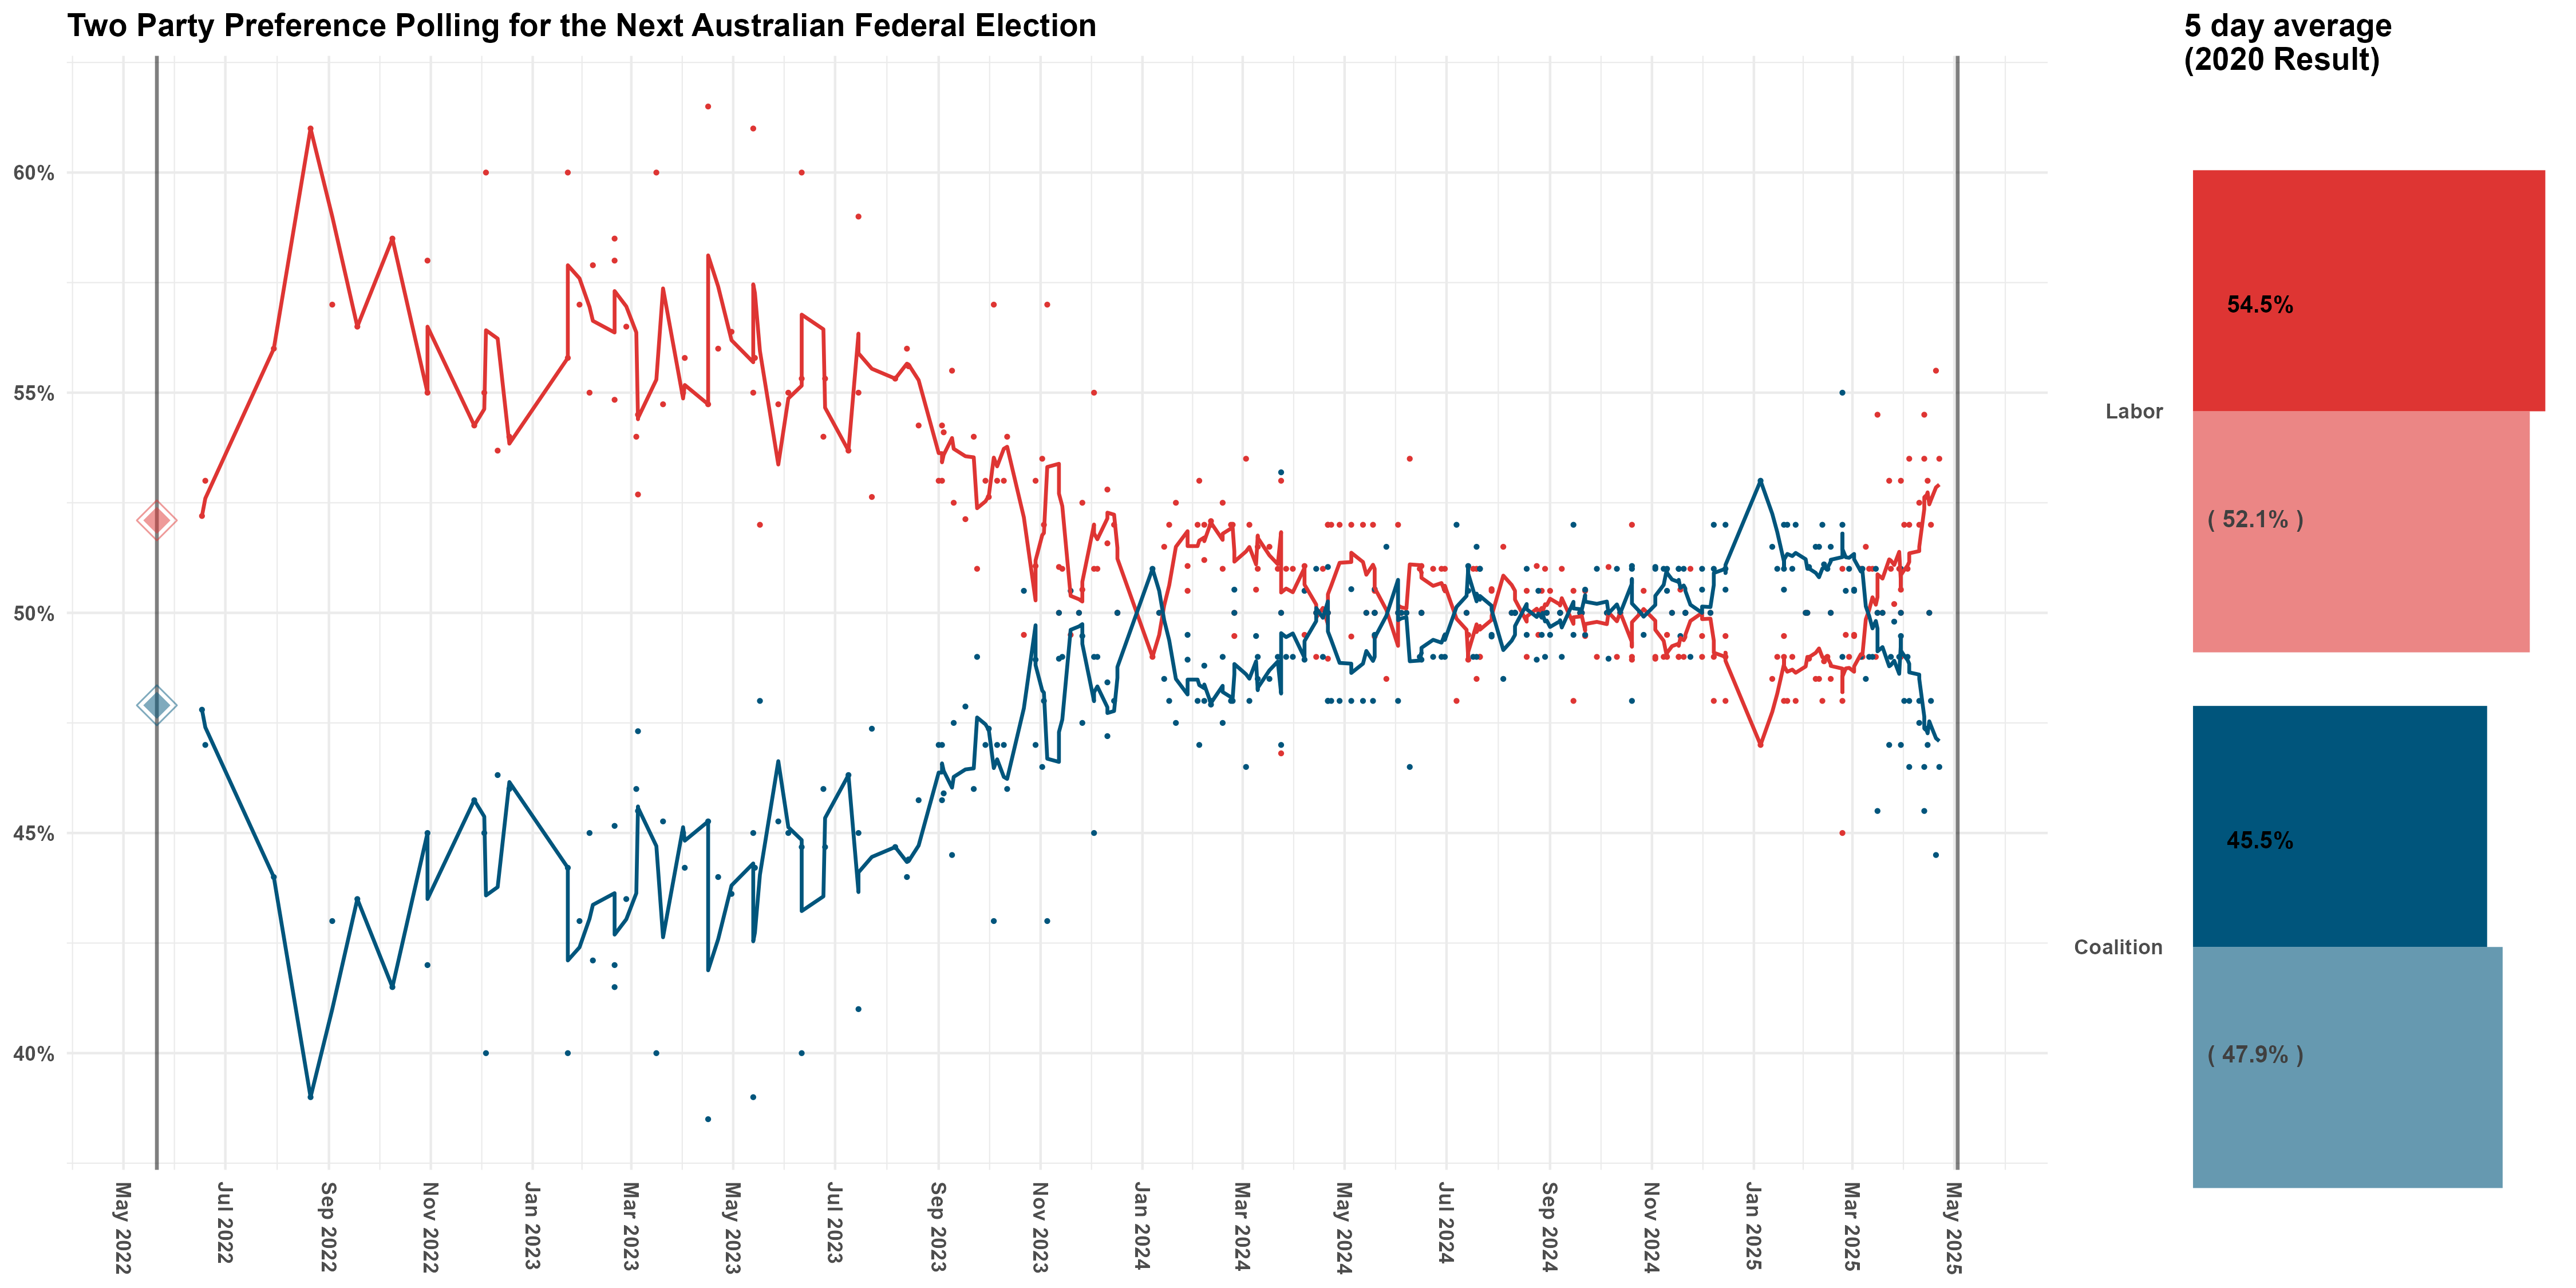 Two Party Preference Polling for the Next Australian Federal Election
5 day average
(2020 Result)
60%
55%
50%
45%
40%
May 2022
Jul 2022
Sep 2022
Nov 2022
Jan 2023
Mar 2023
May 2023
Jul 2023
Sep 2023
Nov 2023
Jan 2024
Mar 2024
May 2024
Jul 2024
Sep 2024
Nov 2024
Jan 2025
Mar 2025
May 2025
Labor
54.5%
( 52.1% )
Coalition
45.5%
( 47.9% )